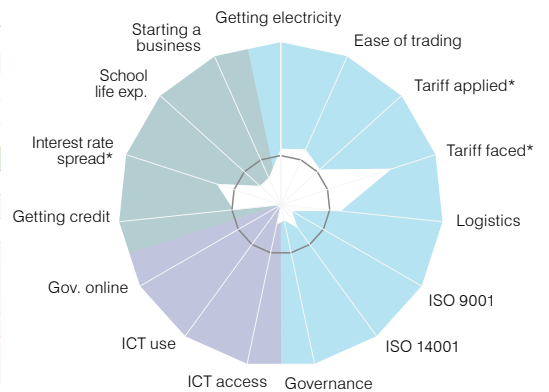 Getting electricity
Ease of trading
Tariff applied*
Tariff faced*
Logistics
ISO 9001
ISO 14001
Governance
ICT access
ICT use
Gov. online
Getting credit
Interest rate
spread*
School
life exp.
Starting a
business